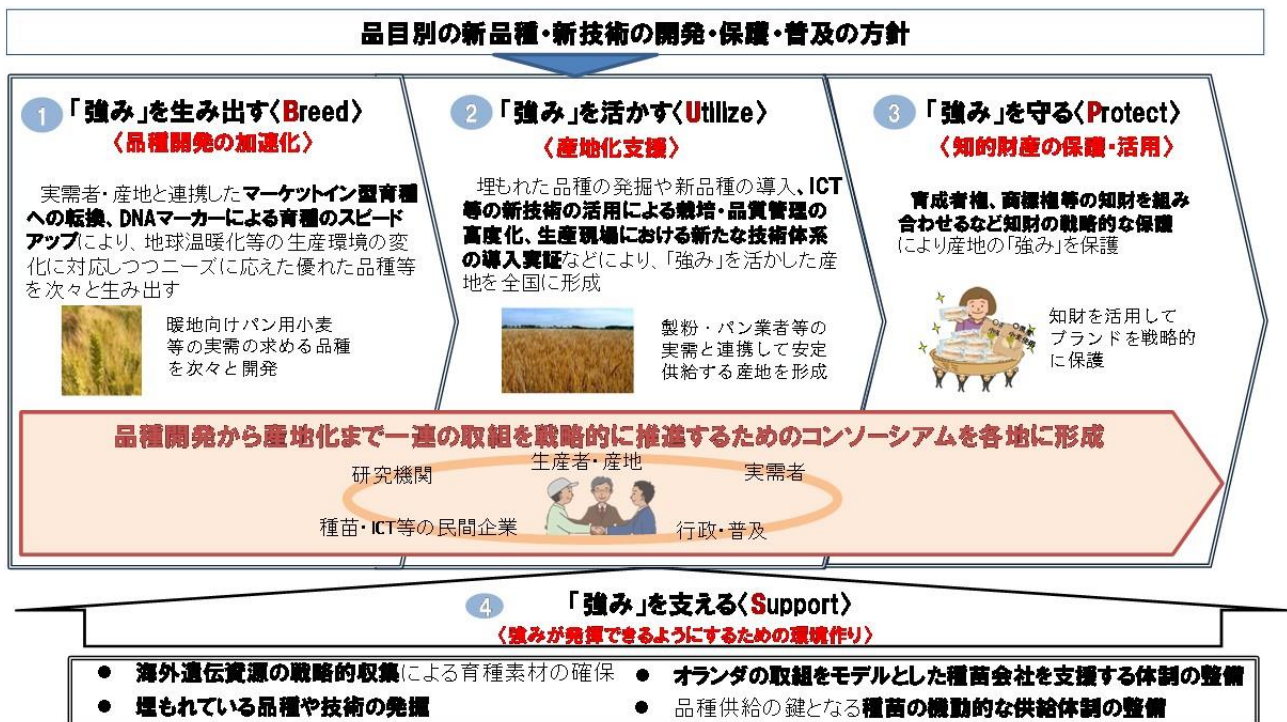 品目別の新品種・新技術の開発・保護・普及の方針
1 「強み」を生み出す〈Breed〉
〈品種開発の加速化〉
実需者・産地と連携したマーケットイン型育種
への転換、DNAマーカーによる育種のスピード
アップにより、地球温暖化等の生産環境の変
化に対応しつつニーズに応えた優れた品種等
を次々と生み出す
暖地向けパン用小麦
等の実需の求める品種
を次々と開発
2 「強み」を活かす〈Utilize〉
〈産地化支援〉
埋もれた品種の発掘や新品種の導入、ICT
等の新技術の活用による栽培・品質管理の
高度化、生産現場における新たな技術体系
の導入実証などにより、「強み」を活かした産
地を全国に形成
製粉・パン業者等の
実需と連携して安定
供給する産地を形成
3 「強み」を守る〈Protect〉
〈知的財産の保護・活用〉
育成者権、商標権等の知財を組み
合わせるなど知財の戦略的な保護
により産地の「強み」を保護
知財を活用して
ブランドを戦略的
に保護
品種開発から産地化まで一連の取組を戦略的に推進するためのコンソーシアムを各地に形成
研究機関
生産者・産地
実需者
種苗・ICT等の民間企業
行政・普及
4 「強み」を支える〈Support〉
〈強みが発揮できるようにするための環境作り〉
● 海外遺伝資源の戦略的収集による育種素材の確保
● 埋もれている品種や技術の発掘
● オランダの取組をモデルとした種苗会社を支援する体制の整備
● 品種供給の鍵となる種苗の機動的な供給体制の整備